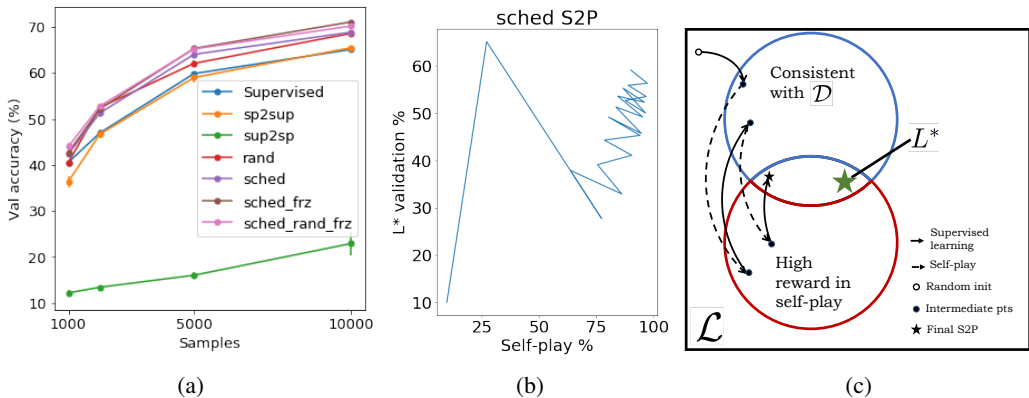 Val accuracy (%)
70
60
50
40
30
20
10
1000
5000
10000
Samples
Supervised
sp2sup
sup2sp
rand
sched
sched_frz
sched_rand_frz
(a)
sched S2P
L* validation %
60
50
40
30
20
10
25
50
75
100
Self-play %
(b)
Consistent
with 𝒟
L*
High
reward in
self-play
Supervised
learning
Self-play
Random init
Intermediate pts
Final S2P
ℒ
(c)